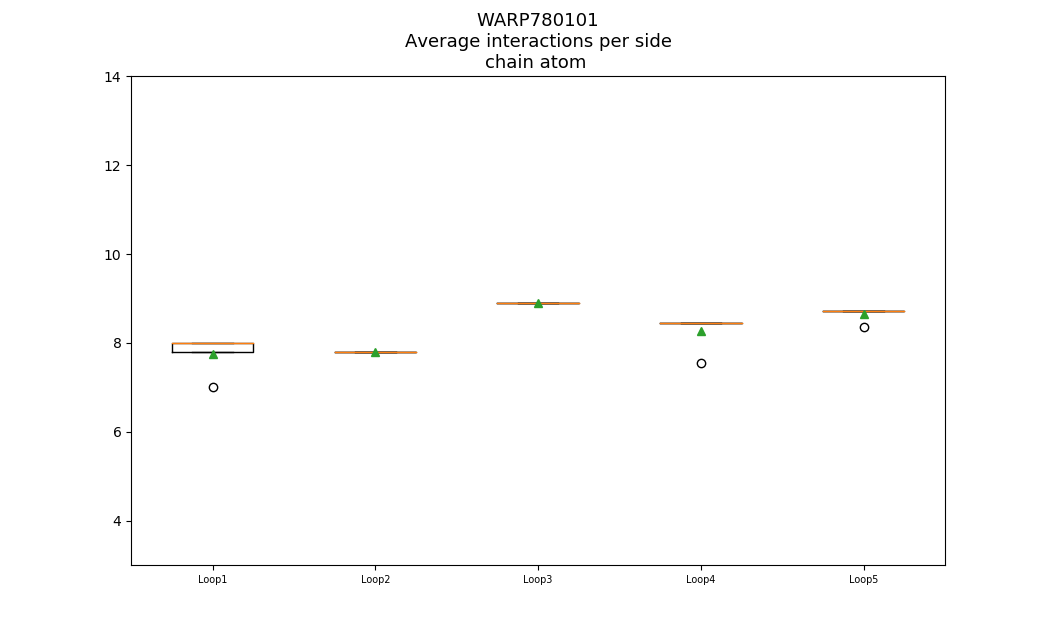 WARP780101
Average interactions per side
chain atom
14
12
10
8
6
4
Loop1
Loop2
Loop3
Loop4
Loop5